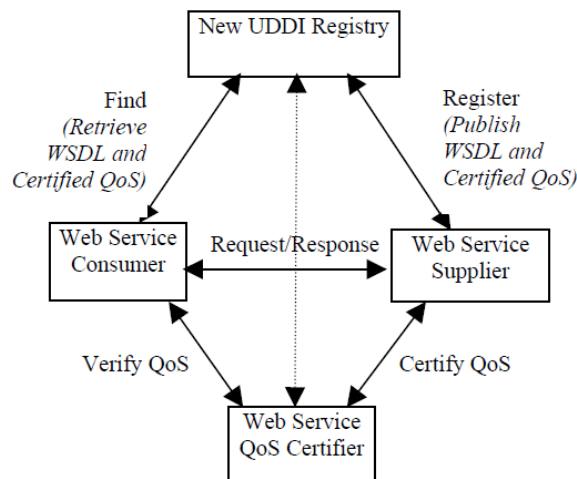 New UDDI Registry
Find
(Retrieve
WSDL and
Certified QoS)
Register
(Publish
WSDL and
Certified QoS)
Web Service
Consumer
Request/Response
Web Service
Supplier
Verify QoS
Certify QoS
Web Service
QoS Certifier